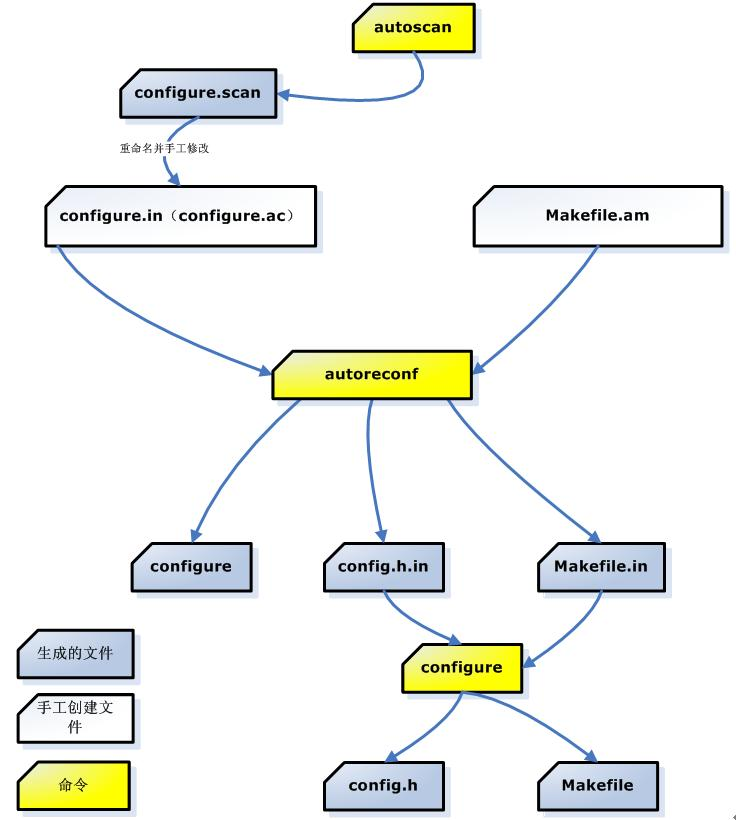 autoscan
configure.scan
重命名并手工修改
configure.in（configure.ac）
Makefile.am
autoreconf
configure
config.h.in
Makefile.in
configure
config.h
Makefile
生成的文件
手工创建文
件
命令